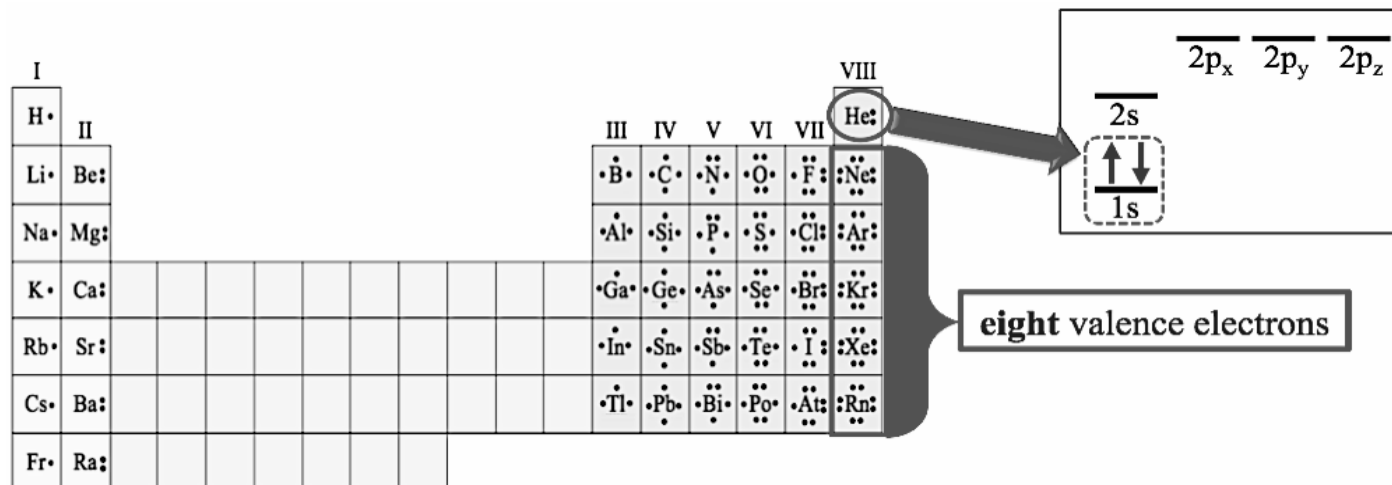 I VIII
H He
II III IV V VI VII
Li Be B C N O F Ne
Na Mg Al Si P S Cl Ar
K Ca Ga Ge As Se Br Kr
Rb Sr In Sn Sb Te I Xe
Cs Ba Tl Pb Bi Po At Rn
Fr Ra
2px 2py 2pz
2s
1s
eight valence electrons